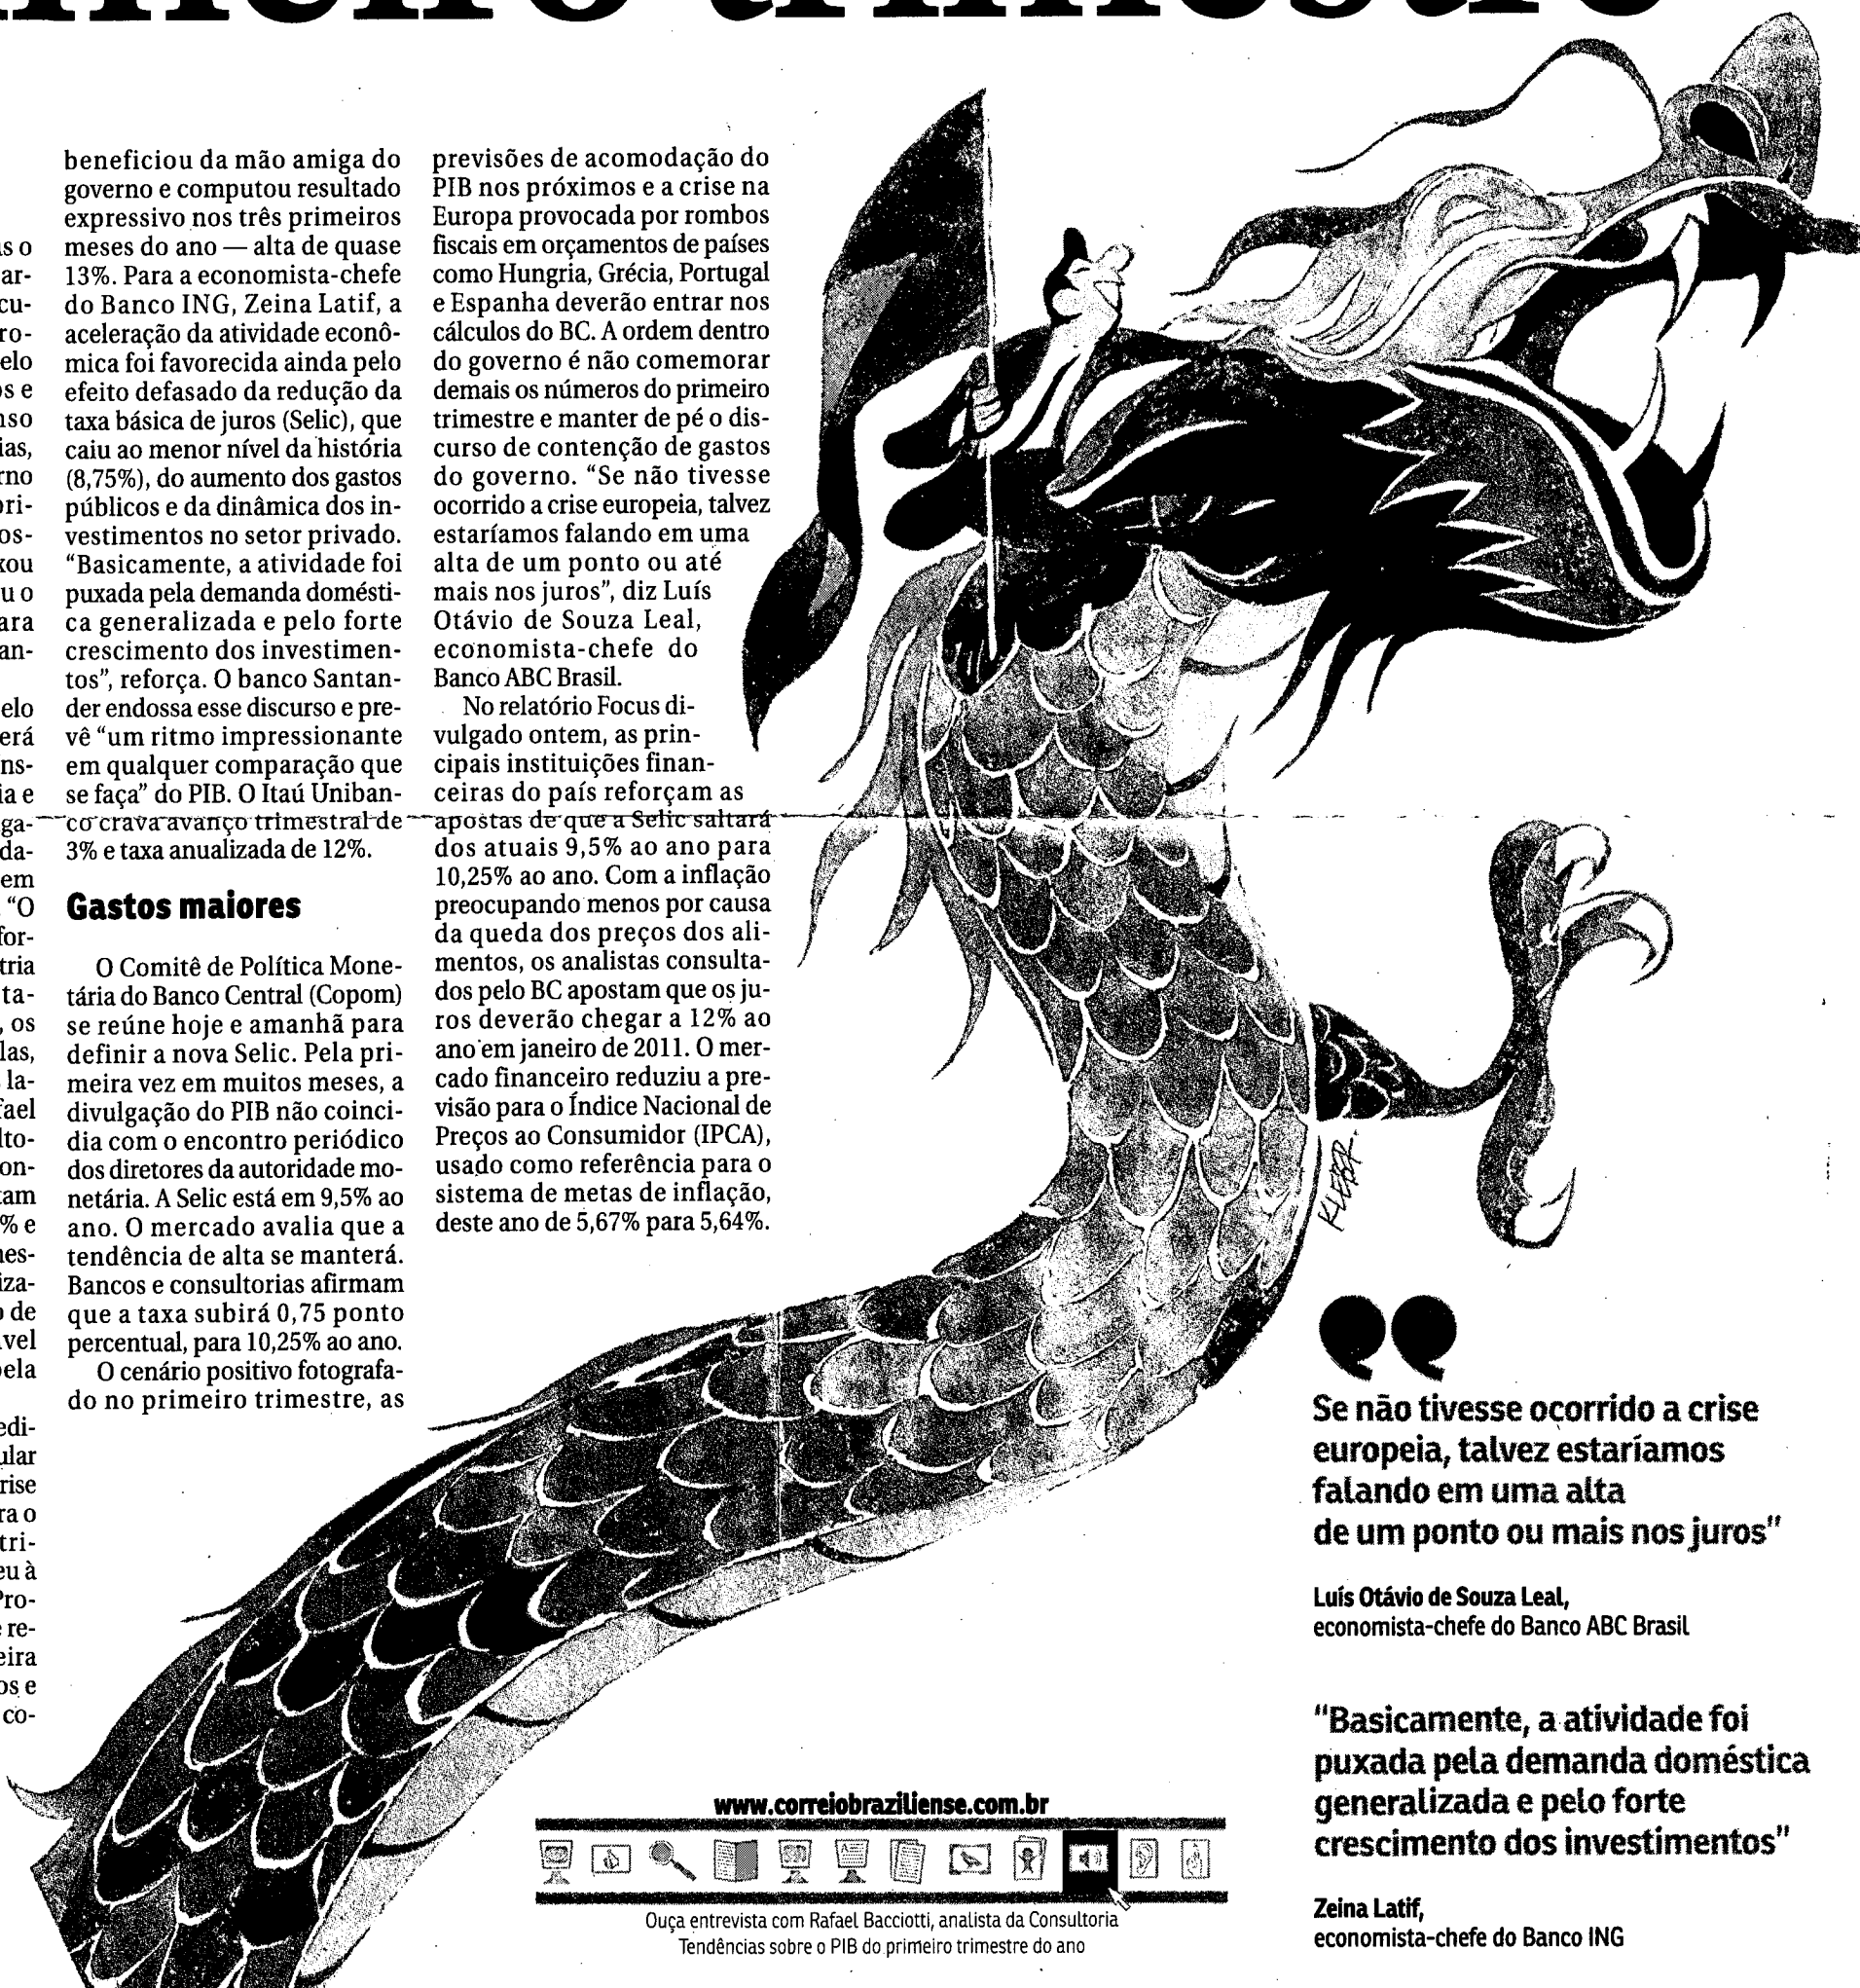 beneficiou da mão amiga do
governo e computou resultado
expressivo nos três primeiros
meses do ano — alta de quase
13%. Para a economista-chefe
do Banco ING, Zeina Latif, a
aceleração da atividade econô-
mica foi favorecida ainda pelo
efeito defasado da redução da
taxa básica de juros (Selic), que
caiu ao menor nível da história
(8,75%), do aumento dos gastos
públicos e da dinâmica dos in-
vestimentos no setor privado.
“Basicamente, a atividade foi
puxada pela demanda domésti-
ca generalizada e pelo forte
crescimento dos investimen-
tos”, reforça. O banco Santan-
der endossa esse discurso e pre-
vê “um ritmo impressionante
em qualquer comparação que
se faça” do PIB. O Itaú Uniban-
co crava avanço trimestral de
3% e taxa anualizada de 12%.
Gastos maiores
O Comitê de Política Mone-
tária do Banco Central (Copom)
se reúne hoje e amanhã para
definir a nova Selic. Pela pri-
meira vez em muitos meses, a
divulgação do PIB não coinci-
dia com o encontro periódico
dos diretores da autoridade mo-
netária. A Selic está em 9,5% ao
ano. O mercado avalia que a
tendência de alta se manterá.
Bancos e consultorias afirmam
que a taxa subirá 0,75 ponto
percentual, para 10,25% ao ano.
O cenário positivo fotografa-
do no primeiro trimestre, as
previsões de acomodação do
PIB nos próximos e a crise na
Europa provocada por rombos
fiscais em orçamentos de países
como Hungria, Grécia, Portugal
e Espanha deverão entrar nos
cálculos do BC. A ordem dentro
do governo é não comemorar
demais os números do primeiro
trimestre e manter de pé o dis-
curso de contenção de gastos
do governo. “Se não tivesse
ocorrido a crise europeia, talvez
estaríamos falando em uma
alta de um ponto ou até
mais nos juros”, diz Luís
Otávio de Souza Leal,
economista-chefe do
Banco ABC Brasil.
No relatório Focus di-
vulgado ontem, as prin-
cipais instituições finan-
ceiras do país reforçam as
apostas de que a Selic saltará
dos atuais 9,5% ao ano para
10,25% ao ano. Com a inflação
preocupando menos por causa
da queda dos preços dos ali-
mentos, os analistas consulta-
dos pelo BC apostam que os ju-
ros deverão chegar a 12% ao
ano em janeiro de 2011. O mer-
cado financeiro reduziu a pre-
visão para o Índice Nacional de
Preços ao Consumidor (IPCA),
usado como referência para o
sistema de metas de inflação,
deste ano de 5,67% para 5,64%.
KLEBER
Se não tivesse ocorrido a crise
europeia, talvez estaríamos
falando em uma alta
de um ponto ou mais nos juros”
Luís Otávio de Souza Leal,
economista-chefe do Banco ABC Brasil
“Basicamente, a atividade foi
puxada pela demanda doméstica
generalizada e pelo forte
crescimento dos investimentos”
Zeina Latif,
economista-chefe do Banco ING
www.correiobraziliense.com.br
Ouça entrevista com Rafael Bacciotti, analista da Consultoria
Tendências sobre o PIB do primeiro trimestre do ano